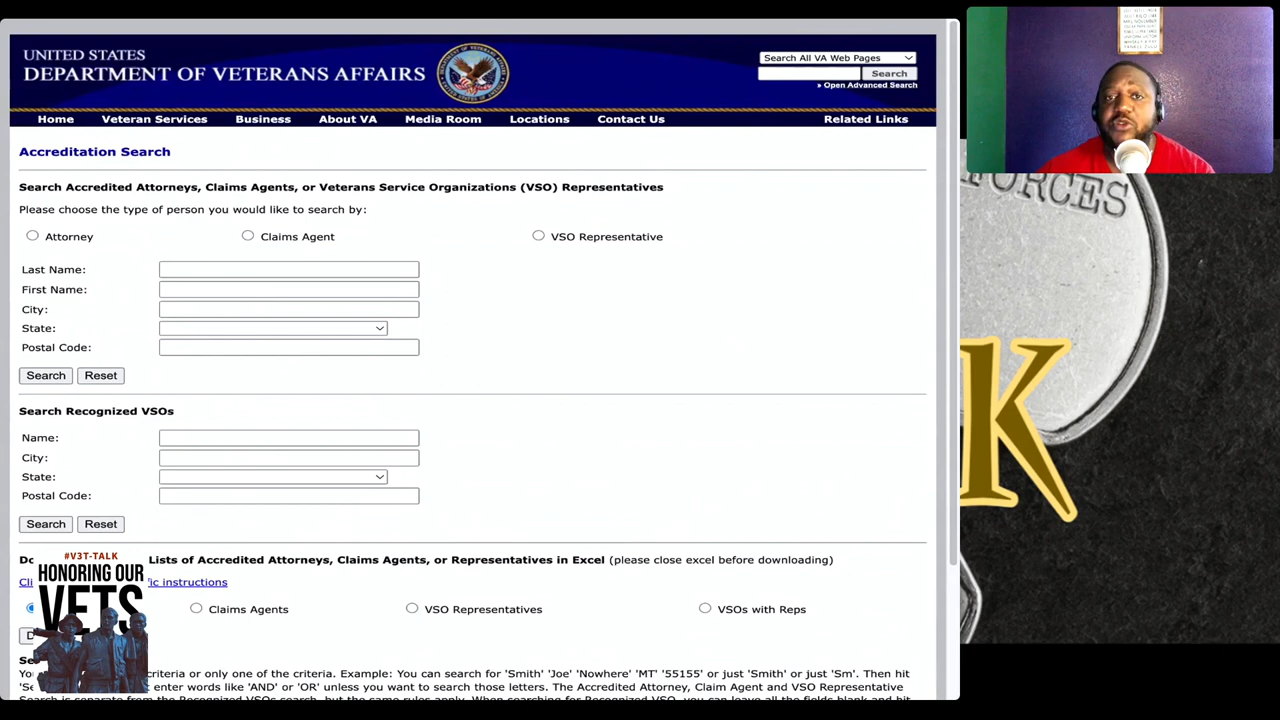 UNITED STATES
DEPARTMENT OF VETERANS AFFAIRS
Search All VA Web Pages
Search
» Open Advanced Search
Home Veteran Services Business About VA Media Room Locations Contact Us Related Links
Accreditation Search
Search Accredited Attorneys, Claims Agents, or Veterans Service Organizations (VSO) Representatives
Please choose the type of person you would like to search by:
Attorney Claims Agent VSO Representative
Last Name:
First Name:
City:
State:
Postal Code:
Search Reset
Search Recognized VSOs
Name:
City:
State:
Postal Code:
Search Reset
Lists of Accredited Attorneys, Claims Agents, or Representatives in Excel (please close excel before downloading)
instructions
Claims Agents VSO Representatives VSOs with Reps
criteria or only one of the criteria. Example: You can search for 'Smith' 'Joe' 'Nowhere' 'MT' '55155' or just 'Smith' or just 'Sm'. Then hit
enter words like 'AND' or 'OR' unless you want to search those letters. The Accredited Attorney, Claim Agent and VSO Representative
#V3T-TALK
HONORING OUR
VETS
FORCES
K